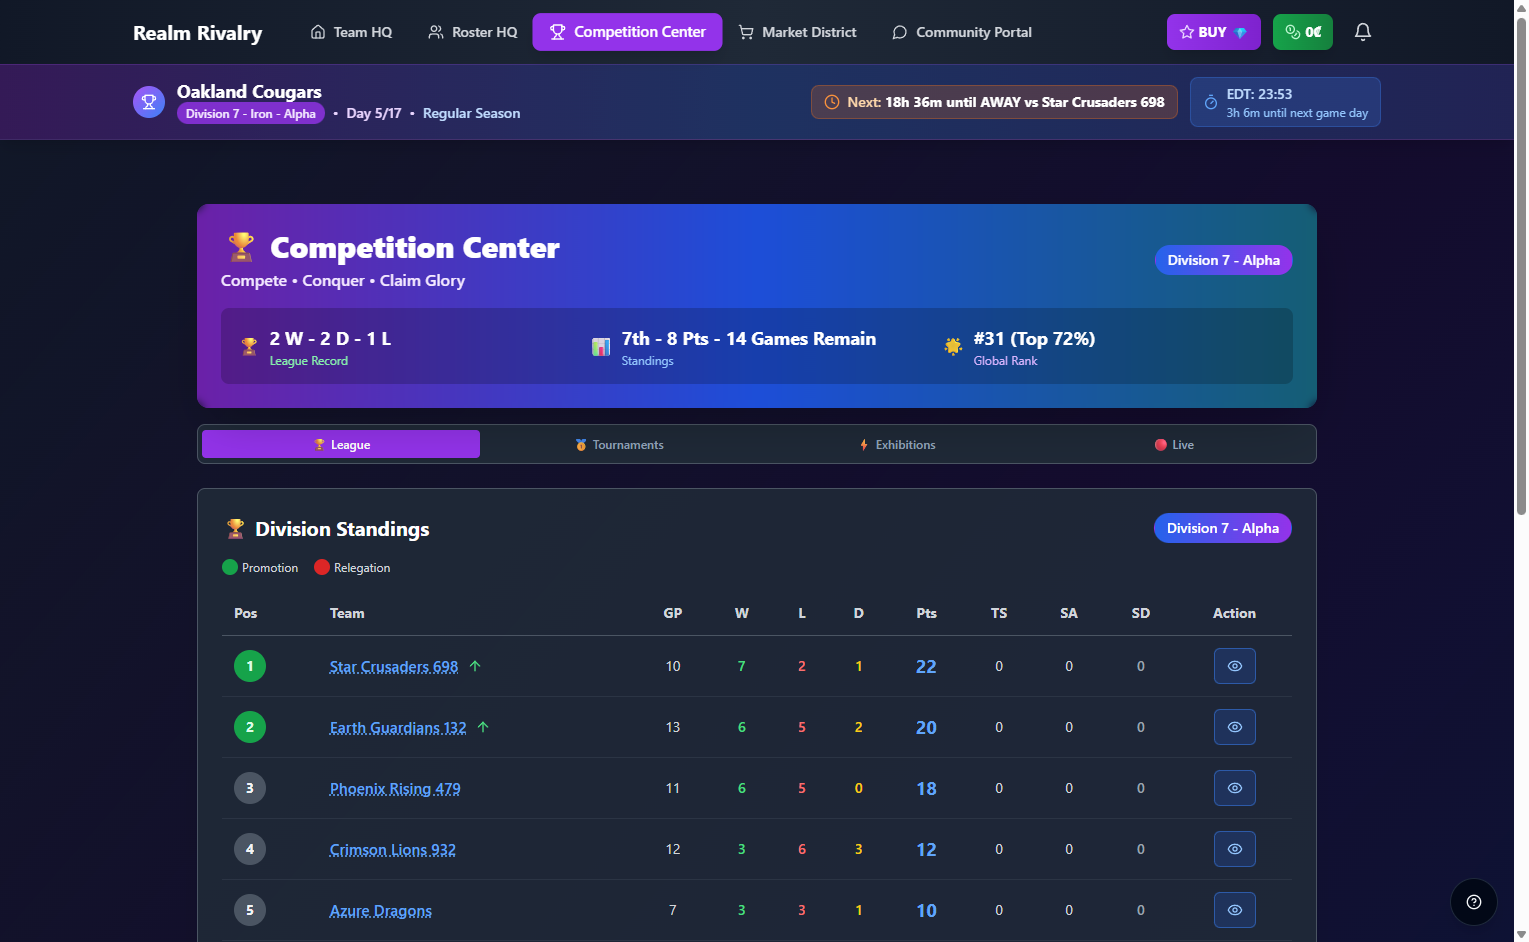 Realm Rivalry
Team HQ
Roster HQ
Competition Center
Market District
Community Portal
BUY
0₡
Oakland Cougars
Division 7 - Iron - Alpha • Day 5/17 • Regular Season
Next: 18h 36m until AWAY vs Star Crusaders 698
EDT: 23:53
3h 6m until next game day
Competition Center
Compete • Conquer • Claim Glory
Division 7 - Alpha
2 W - 2 D - 1 L
League Record
7th - 8 Pts - 14 Games Remain
Standings
#31 (Top 72%)
Global Rank
League
Tournaments
Exhibitions
Live
Division Standings
Division 7 - Alpha
Promotion
Relegation
Pos Team GP W L D Pts TS SA SD Action
1 Star Crusaders 698 ↑ 10 7 2 1 22 0 0 0
2 Earth Guardians 132 ↑ 13 6 5 2 20 0 0 0
3 Phoenix Rising 479 11 6 5 0 18 0 0 0
4 Crimson Lions 932 12 3 6 3 12 0 0 0
5 Azure Dragons 7 3 3 1 10 0 0 0